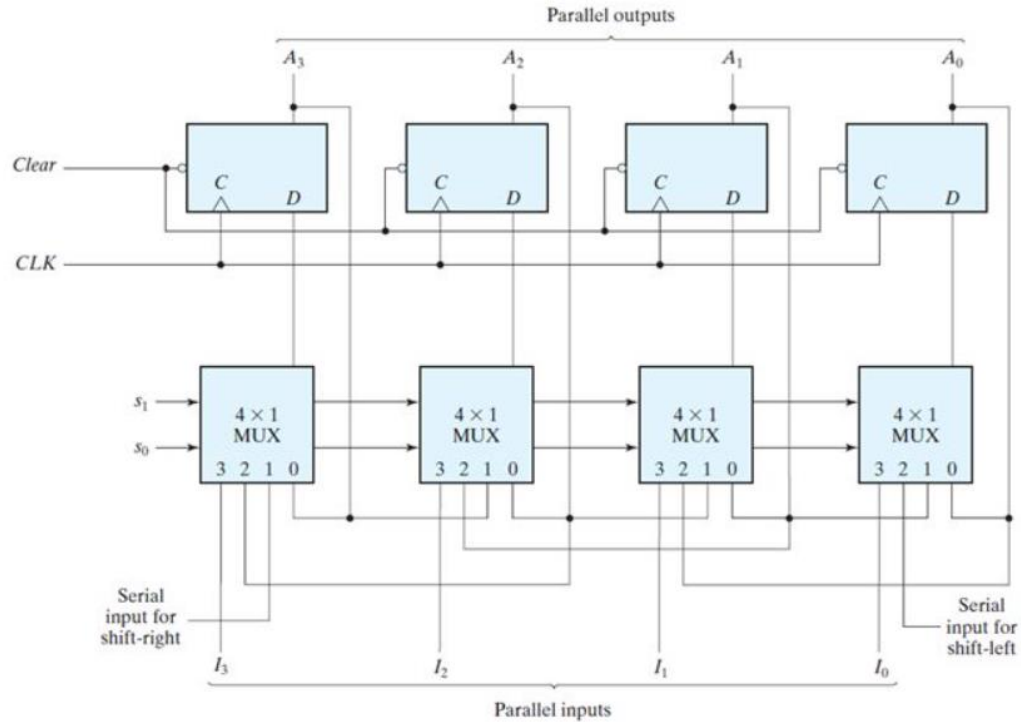 Parallel outputs
A3 A2 A1 A0
Clear
C D C D C D C D
CLK
s1
s0
4 × 1 4 × 1 4 × 1 4 × 1
MUX MUX MUX MUX
3 2 1 0 3 2 1 0 3 2 1 0 3 2 1 0
Serial
input for
shift-right
Serial
input for
shift-left
I3 I2 I1 I0
Parallel inputs